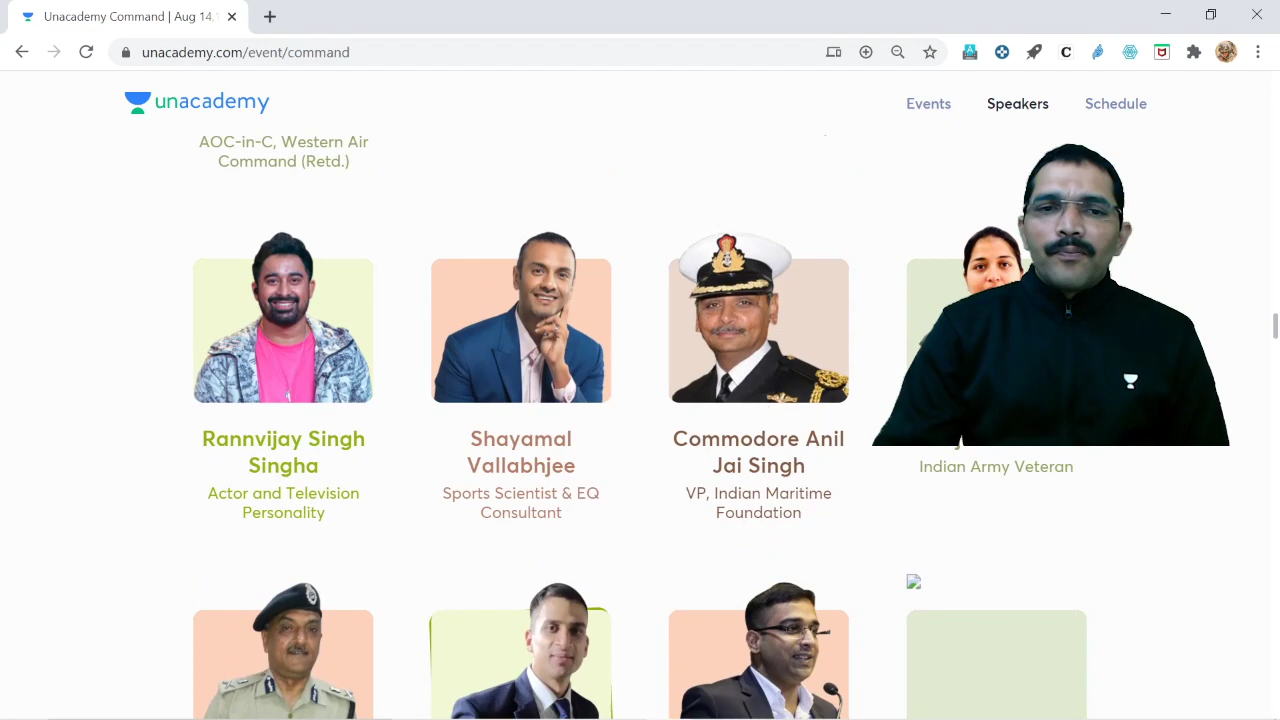 Unacademy Command | Aug 14,
unacademy.com/event/command
unacademy
Events
Speakers
Schedule
AOC-in-C, Western Air
Command (Retd.)
Rannvijay Singh
Singha
Actor and Television
Personality
Shayamal
Vallabhjee
Sports Scientist & EQ
Consultant
Commodore Anil
Jai Singh
VP, Indian Maritime
Foundation
Indian Army Veteran